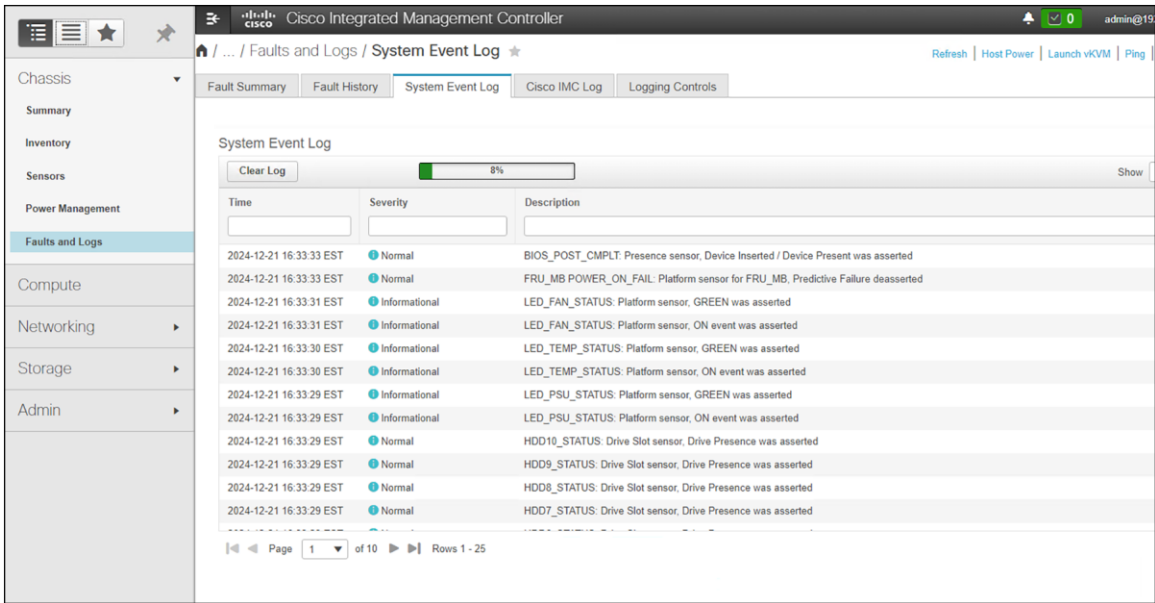 cisco Cisco Integrated Management Controller 0 admin@19
/ ... / Faults and Logs / System Event Log
Refresh | Host Power | Launch vKVM | Ping |
Chassis
Summary
Inventory
Sensors
Power Management
Faults and Logs
Compute
Networking
Storage
Admin
Fault Summary Fault History System Event Log Cisco IMC Log Logging Controls
System Event Log
Clear Log 8% Show
Time Severity Description
2024-12-21 16:33:33 EST Normal BIOS_POST_CMPLT: Presence sensor, Device Inserted / Device Present was asserted
2024-12-21 16:33:33 EST Normal FRU_MB POWER_ON_FAIL: Platform sensor for FRU_MB, Predictive Failure deasserted
2024-12-21 16:33:31 EST Informational LED_FAN_STATUS: Platform sensor, GREEN was asserted
2024-12-21 16:33:31 EST Informational LED_FAN_STATUS: Platform sensor, ON event was asserted
2024-12-21 16:33:30 EST Informational LED_TEMP_STATUS: Platform sensor, GREEN was asserted
2024-12-21 16:33:30 EST Informational LED_TEMP_STATUS: Platform sensor, ON event was asserted
2024-12-21 16:33:29 EST Informational LED_PSU_STATUS: Platform sensor, GREEN was asserted
2024-12-21 16:33:29 EST Informational LED_PSU_STATUS: Platform sensor, ON event was asserted
2024-12-21 16:33:29 EST Normal HDD10_STATUS: Drive Slot sensor, Drive Presence was asserted
2024-12-21 16:33:29 EST Normal HDD9_STATUS: Drive Slot sensor, Drive Presence was asserted
2024-12-21 16:33:29 EST Normal HDD8_STATUS: Drive Slot sensor, Drive Presence was asserted
2024-12-21 16:33:29 EST Normal HDD7_STATUS: Drive Slot sensor, Drive Presence was asserted
Page 1 of 10 Rows 1 - 25